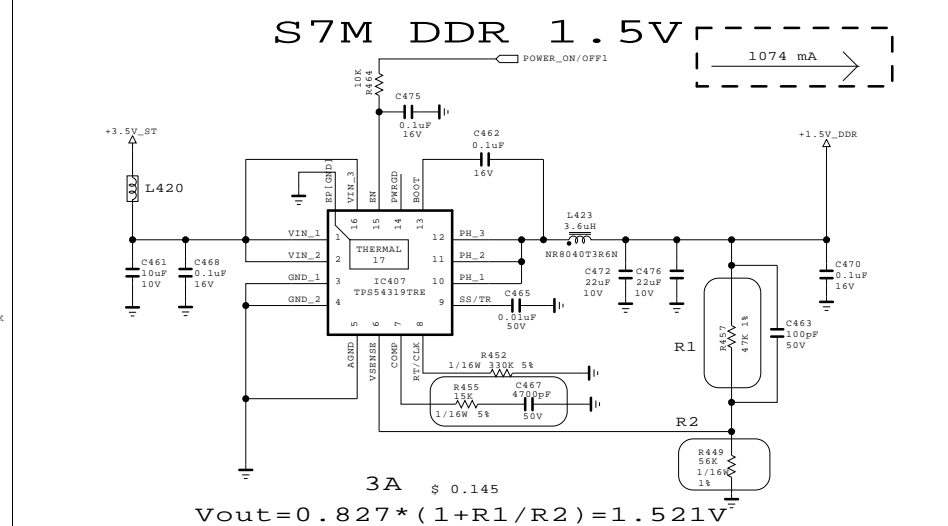 S7M DDR 1.5V
1074 mA
POWER_ON/OFF1
10K
R464
C475
0.1uF
16V
+3.5V_ST
C462
0.1uF
16V
+1.5V_DDR
L420
EP[GND]
VIN_3
EN
PWRGD
BOOT
16
15
14
13
L423
3.6uH
NR8040T3R6N
VIN_1
1
THERMAL
17
12
PH_3
VIN_2
2
11
PH_2
GND_1
3
IC407
TPS54319TRE
10
PH_1
GND_2
4
9
SS/TR
C461
10uF
10V
C468
0.1uF
16V
C465
0.01uF
50V
C472
22uF
10V
C476
22uF
10V
C470
0.1uF
16V
5
6
7
8
AGND
VSENSE
COMP
RT/CLK
R1
R457
47K 1%
C463
100pF
50V
R452
1/16W 330K 5%
R455
15K
1/16W 5%
C467
4700pF
50V
R2
R449
56K
1/16W
1%
3A
$ 0.145
Vout=0.827*(1+R1/R2)=1.521V